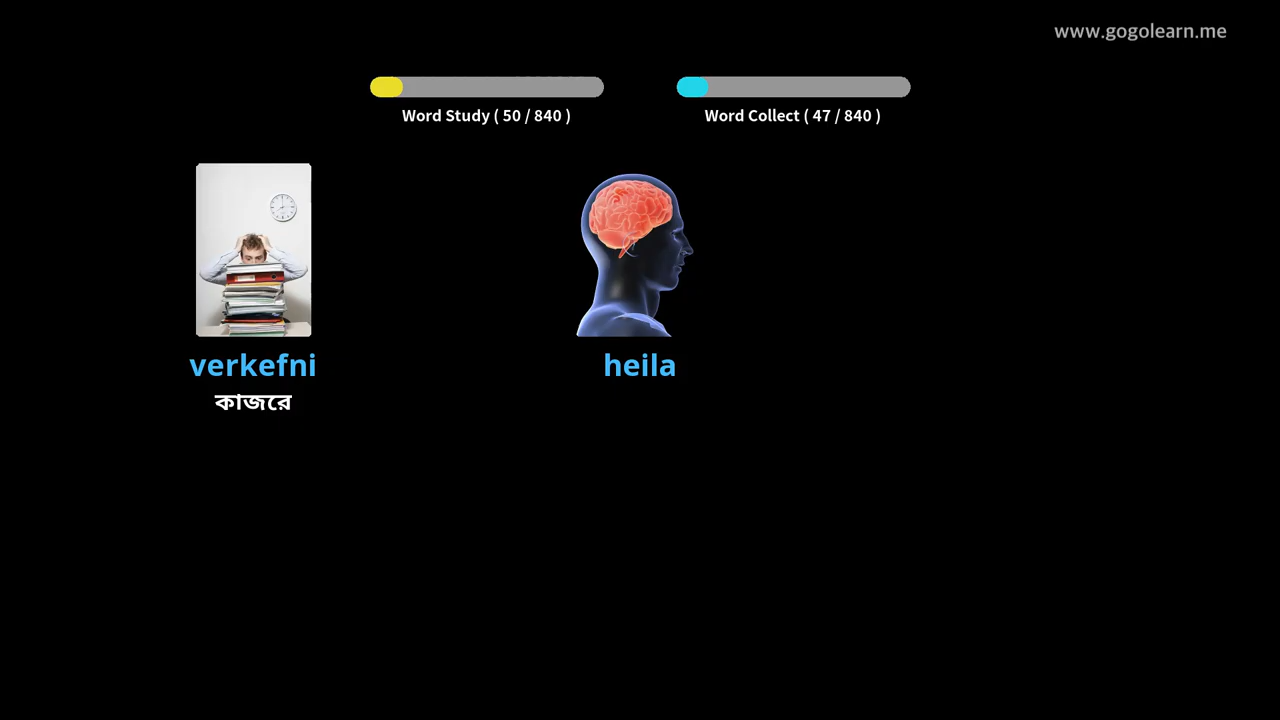 www.gogolearn.me
Word Study ( 50 / 840 )
Word Collect ( 47 / 840 )
verkefni
heila
কাজরে